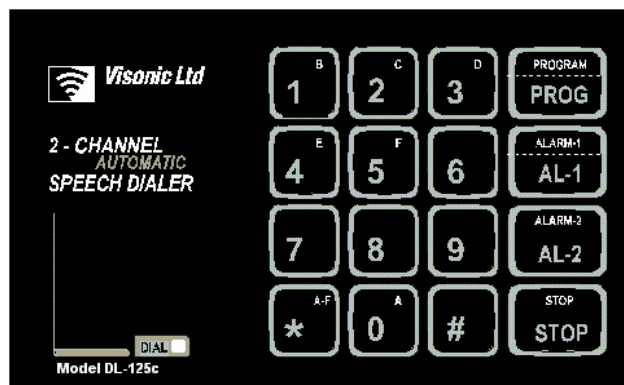 Visonic Ltd
2 - CHANNEL
AUTOMATIC
SPEECH DIALER
DIAL
Model DL-125c
B C D PROGRAM
1 2 3 PROG
E F ALARM-1
4 5 6 AL-1
ALARM-2
7 8 9 AL-2
A-F A STOP
* 0 # STOP